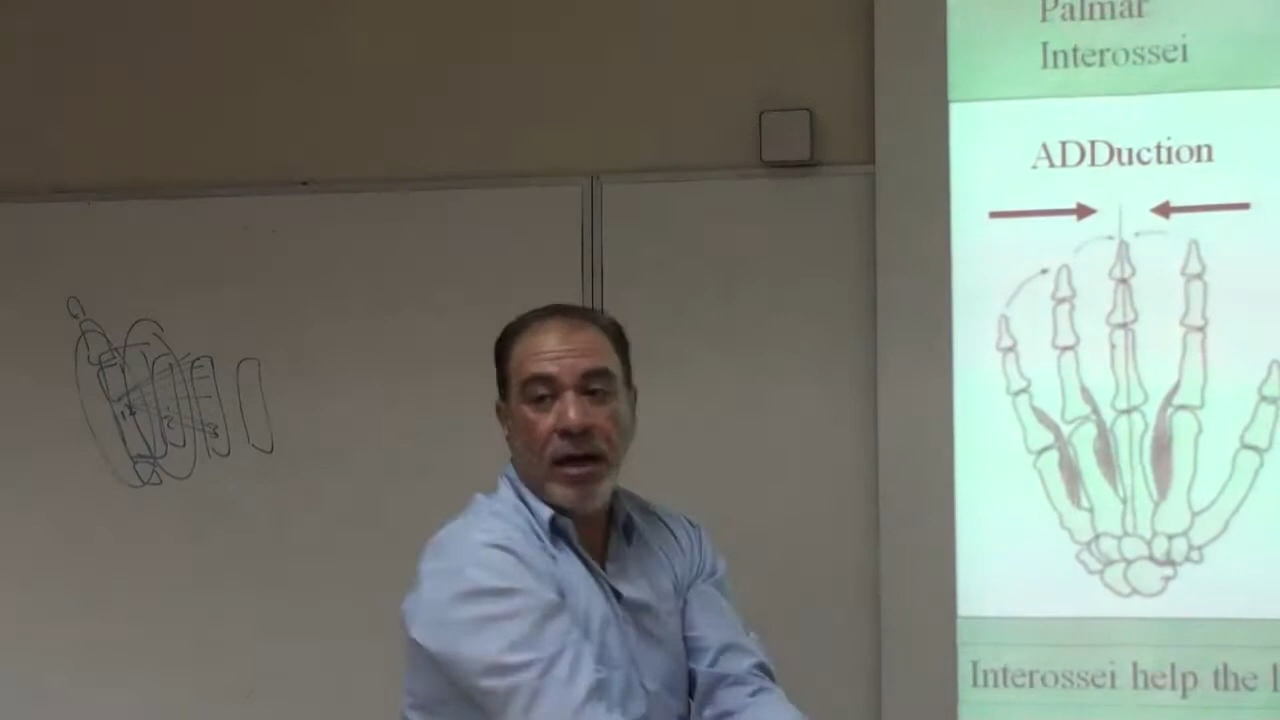 Palmar
Interossei
ADDuction
Interossei help the